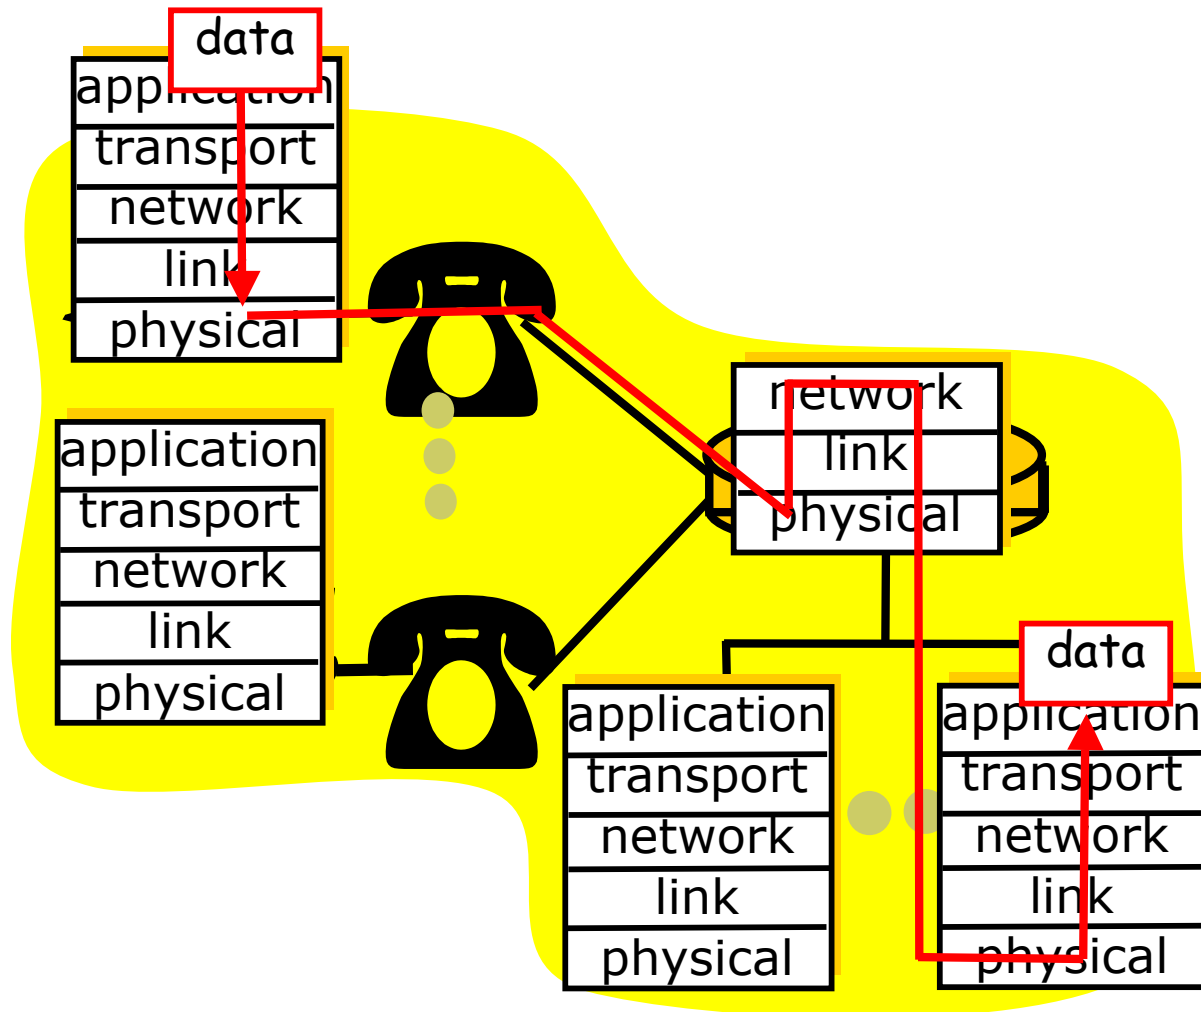 data
application
transport
network
link
physical
application
transport
network
link
physical
network
link
physical
application
transport
network
link
physical
data
application
transport
network
link
physical